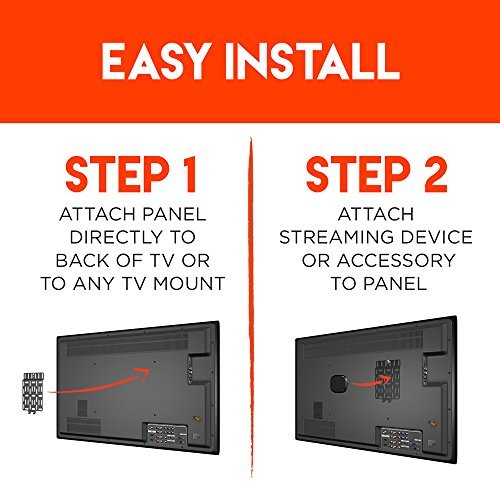 EASY INSTALL
STEP 1
ATTACH PANEL
DIRECTLY TO
BACK OF TV OR
TO ANY TV MOUNT
STEP 2
ATTACH
STREAMING DEVICE
OR ACCESSORY
TO PANEL